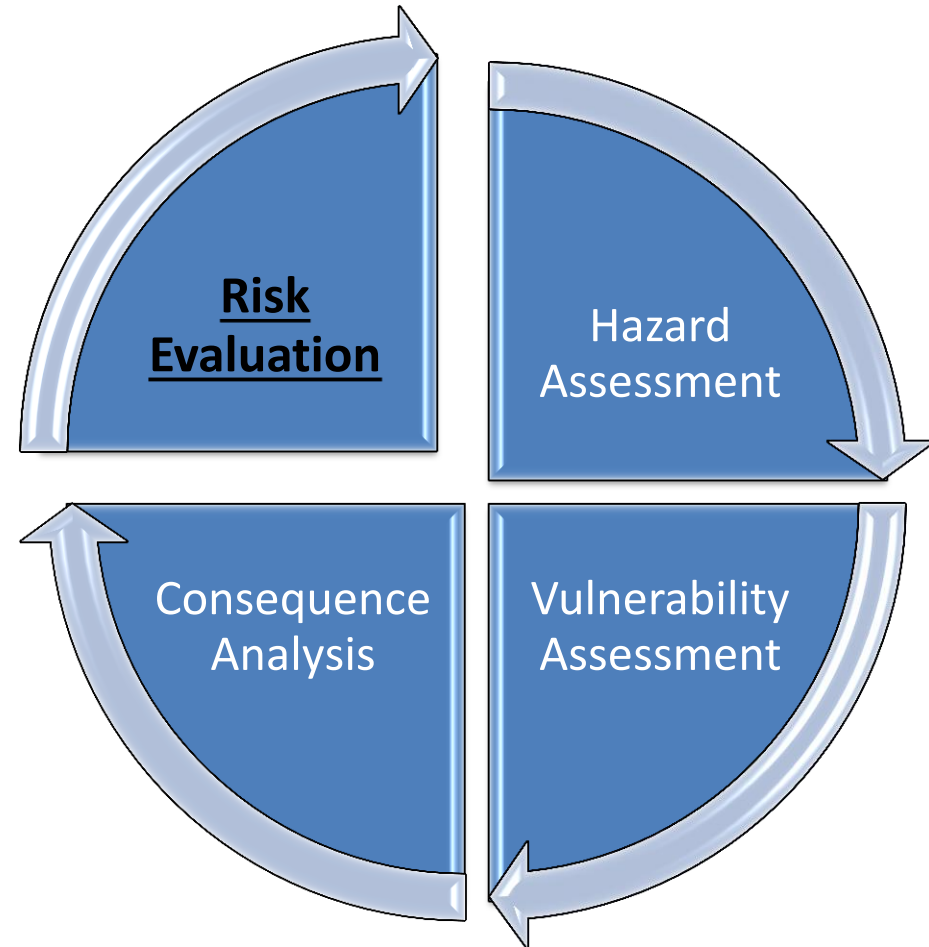 Risk
Evaluation
Hazard
Assessment
Consequence
Analysis
Vulnerability
Assessment